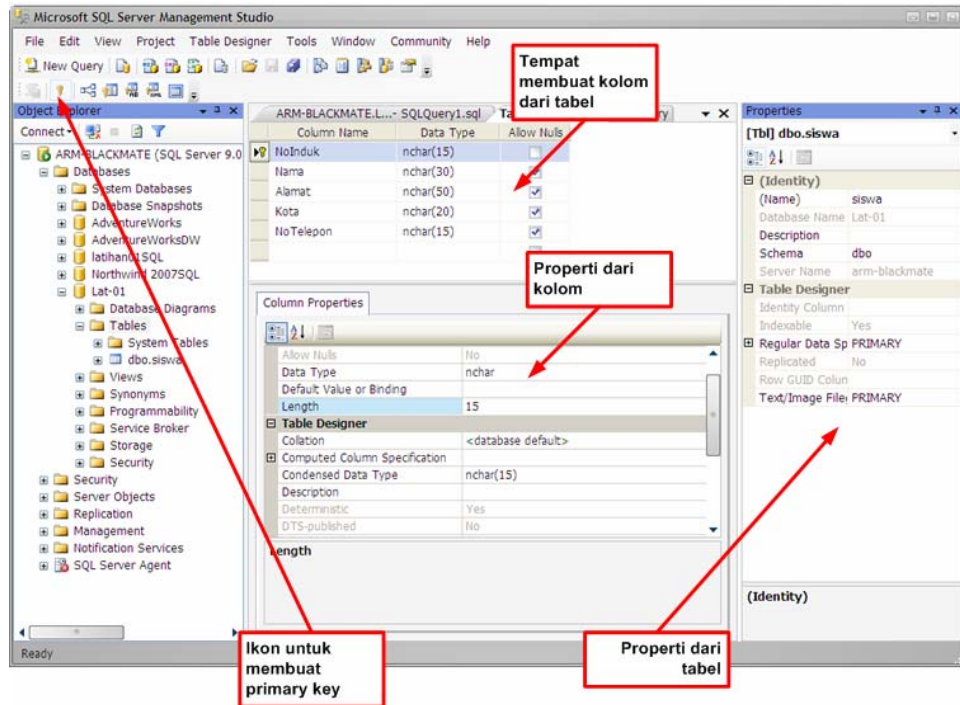 Microsoft SQL Server Management Studio
File Edit View Project Table Designer Tools Window Community Help
New Query
Tempat
membuat kolom
dari tabel
Object Explorer
Connect
ARM-BLACKMATE (SQL Server 9.0
Databases
System Databases
Database Snapshots
AdventureWorks
AdventureWorksDW
latihan01SQL
Northwind 2007SQL
Lat-01
Database Diagrams
Tables
System Tables
dbo.siswa
Views
Synonyms
Programmability
Service Broker
Storage
Security
Security
Server Objects
Replication
Management
Notification Services
SQL Server Agent
ARM-BLACKMATE.L...- SQLQuery1.sql
Column Name Data Type Allow Nulls
NoInduk nchar(15)
Nama nchar(30)
Alamat nchar(50)
Kota nchar(20)
NoTelepon nchar(15)
Properti dari
kolom
Column Properties
Allow Nulls No
Data Type nchar
Default Value or Binding
Length 15
Table Designer
Collation <database default>
Computed Column Specification
Condensed Data Type nchar(15)
Description
Deterministic Yes
DTS-published No
Length
Properties
[Tbl] dbo.siswa
(Identity)
(Name) siswa
Database Name Lat-01
Description
Schema dbo
Server Name arm-blackmate
Table Designer
Identity Column
Indexable Yes
Regular Data Sp PRIMARY
Replicated No
Row GUID Colun
Text/Image File PRIMARY
(Identity)
Ikon untuk
membuat
primary key
Properti dari
tabel
Ready